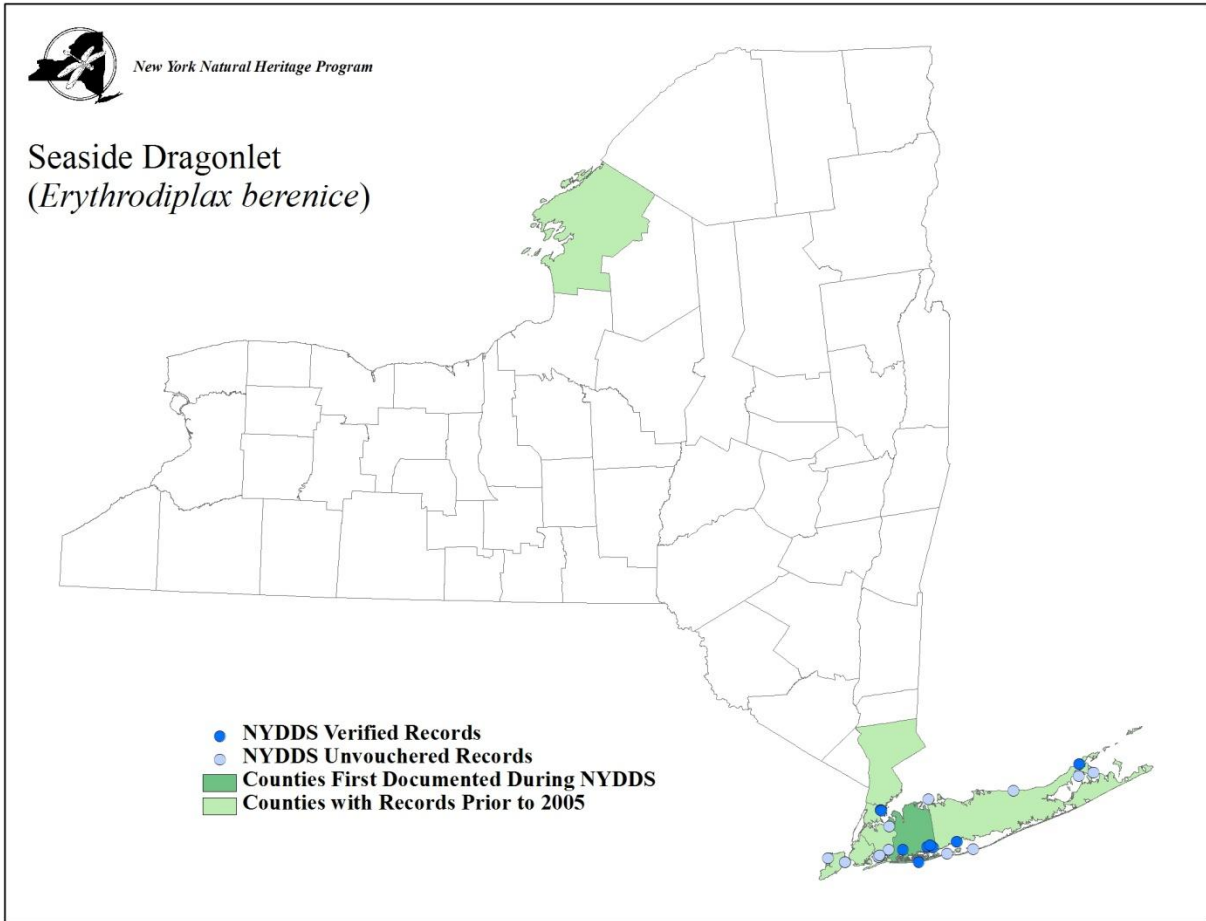 New York Natural Heritage Program
Seaside Dragonlet
(Erythrodiplax berenice)
NYDDS Verified Records
NYDDS Unvouchered Records
Counties First Documented During NYDDS
Counties with Records Prior to 2005